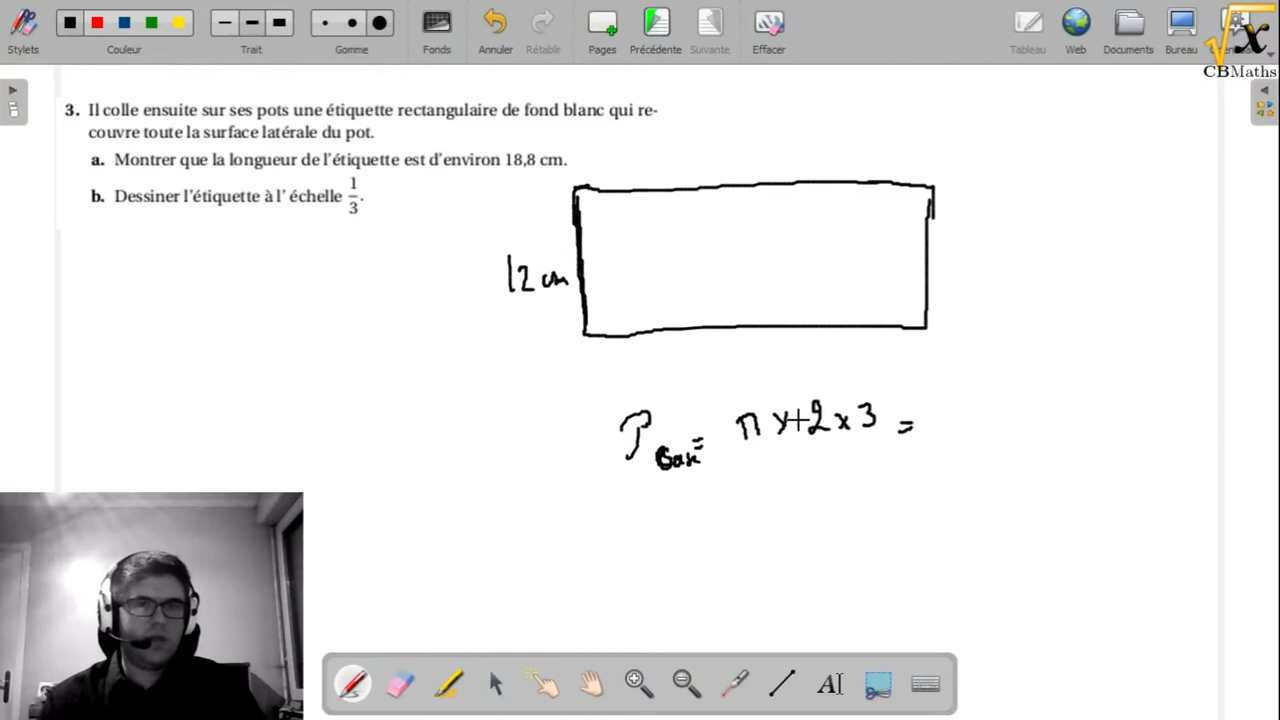 Stylets
Couleur
Trait
Gomme
Fonds
Annuler
Rétablir
Pages
Précédente
Suivante
Effacer
Tableau
Web
Documents
Bureau
√x
CBMaths
3. Il colle ensuite sur ses pots une étiquette rectangulaire de fond blanc qui re-
couvre toute la surface latérale du pot.
a. Montrer que la longueur de l'étiquette est d'environ 18,8 cm.
b. Dessiner l'étiquette à l' échelle 1/3.
12 cm
P Base = π x 2 x 3 =
AI